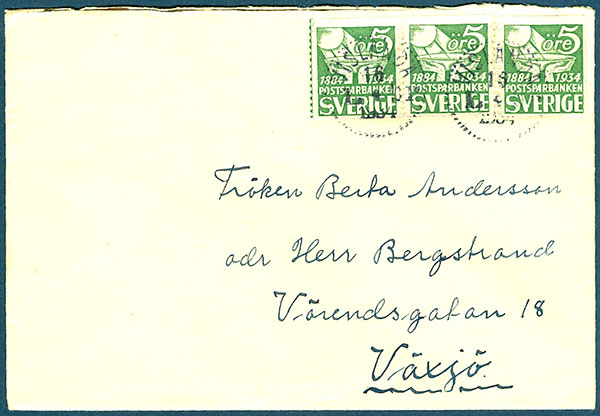 öre 5 öre 5 öre 5
1884 1934 1884 1934 1884 1934
POSTSPARBANKEN POSTSPARBANKEN POSTSPARBANKEN
SVERIGE SVERIGE SVERIGE
Fröken Berta Andersson
adr Herr Bergstrand
Värendsgatan 18
Växjö